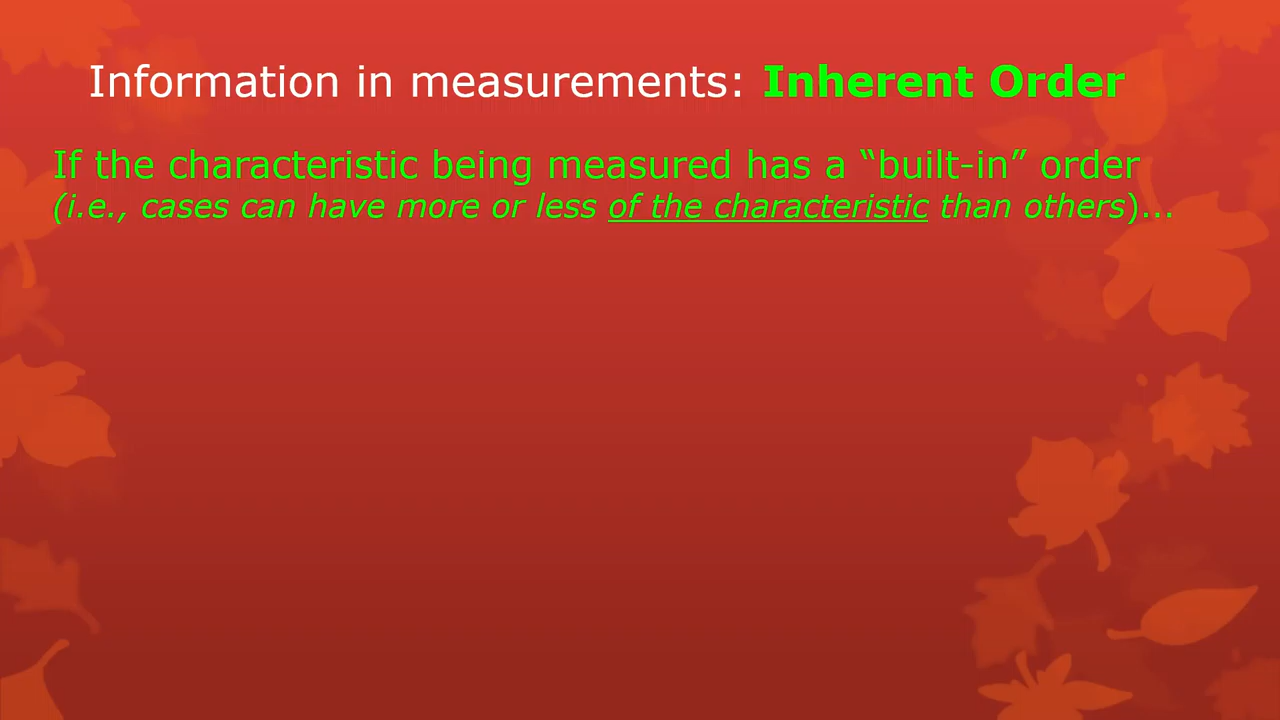 Information in measurements: Inherent Order
If the characteristic being measured has a “built-in” order
(i.e., cases can have more or less of the characteristic than others)...